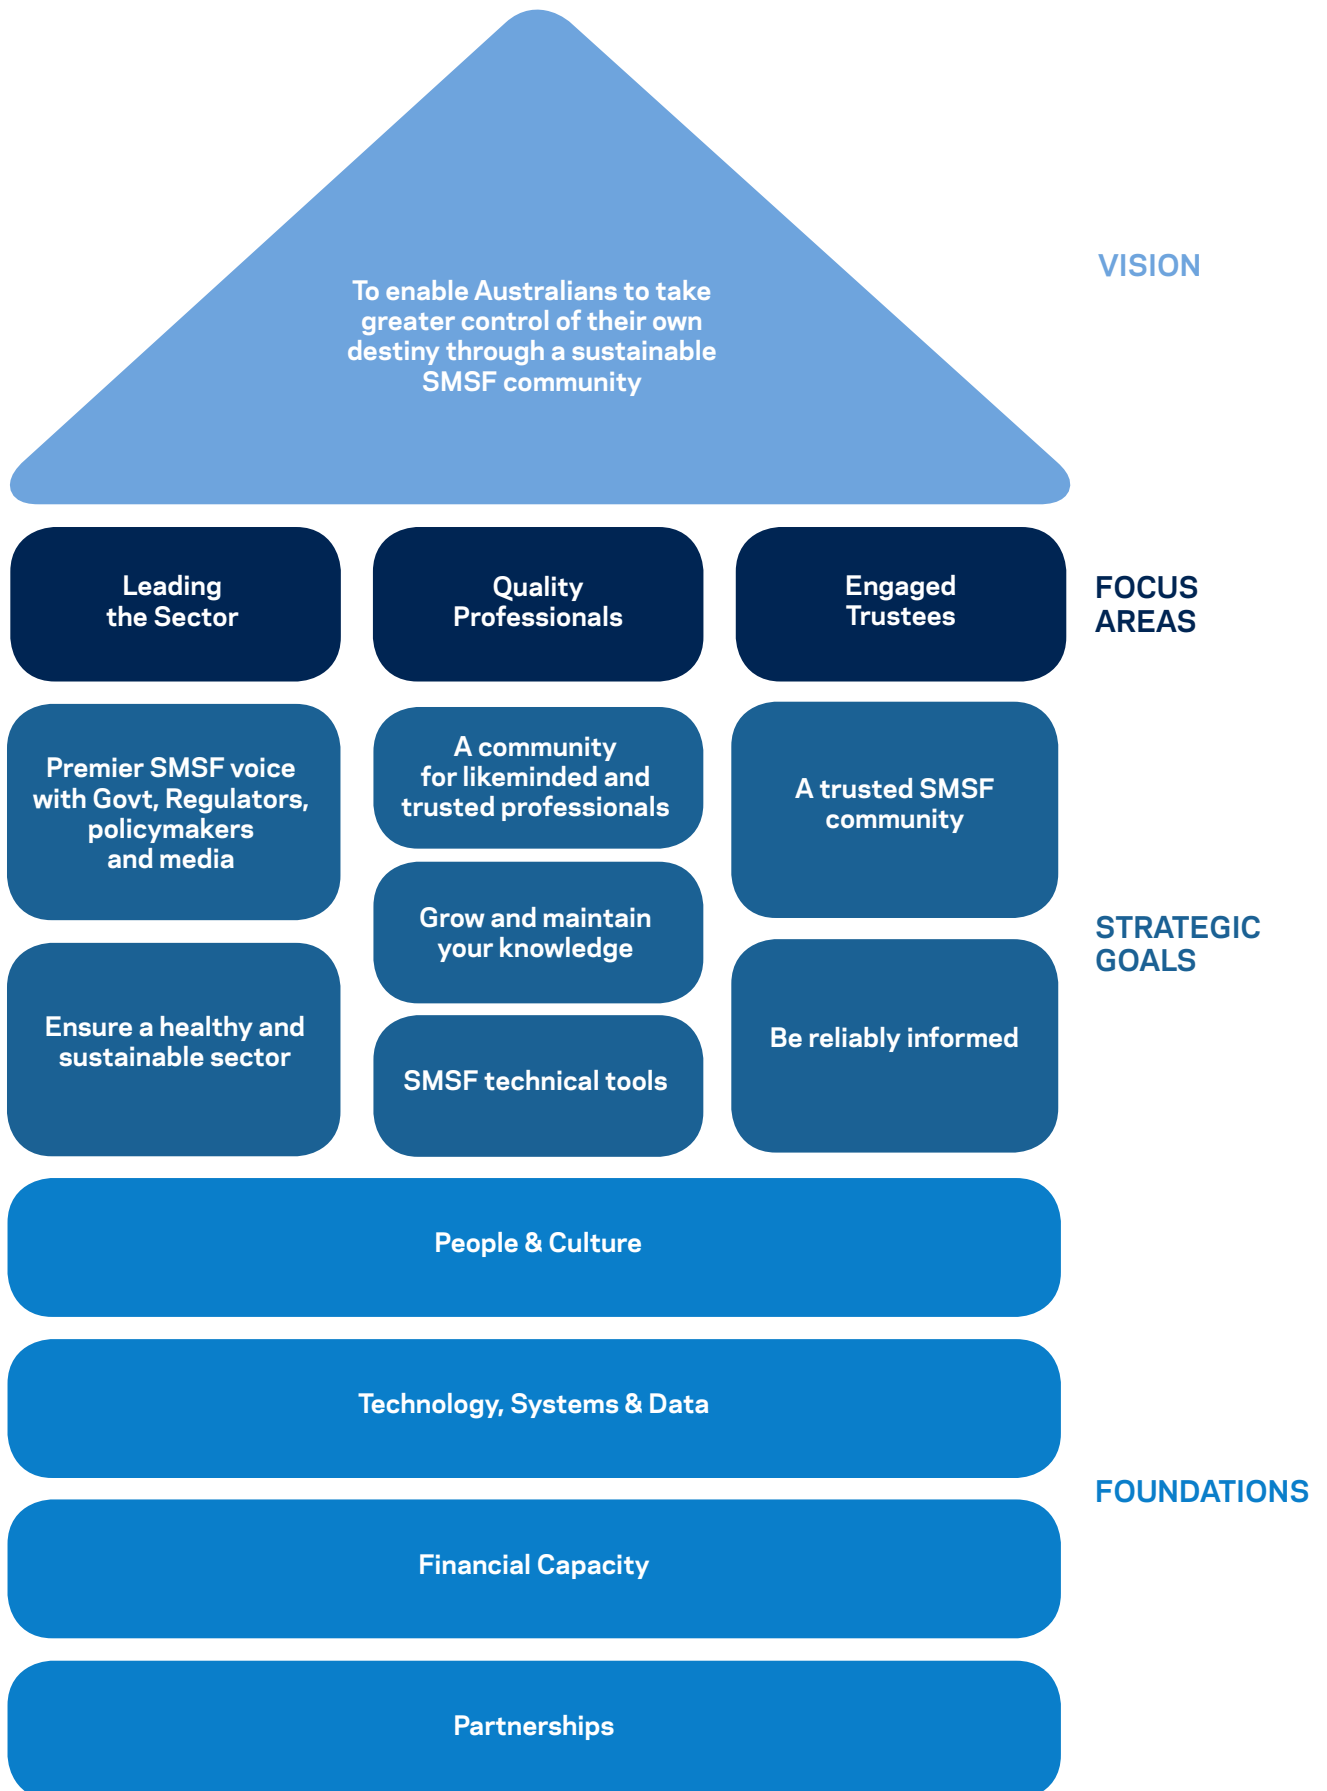 To enable Australians to take
greater control of their own
destiny through a sustainable
SMSF community
VISION
Leading
the Sector
Quality
Professionals
Engaged
Trustees
FOCUS
AREAS
Premier SMSF voice
with Govt, Regulators,
policymakers
and media
Ensure a healthy and
sustainable sector
A community
for likeminded and
trusted professionals
Grow and maintain
your knowledge
SMSF technical tools
A trusted SMSF
community
Be reliably informed
STRATEGIC
GOALS
People & Culture
Technology, Systems & Data
Financial Capacity
Partnerships
FOUNDATIONS